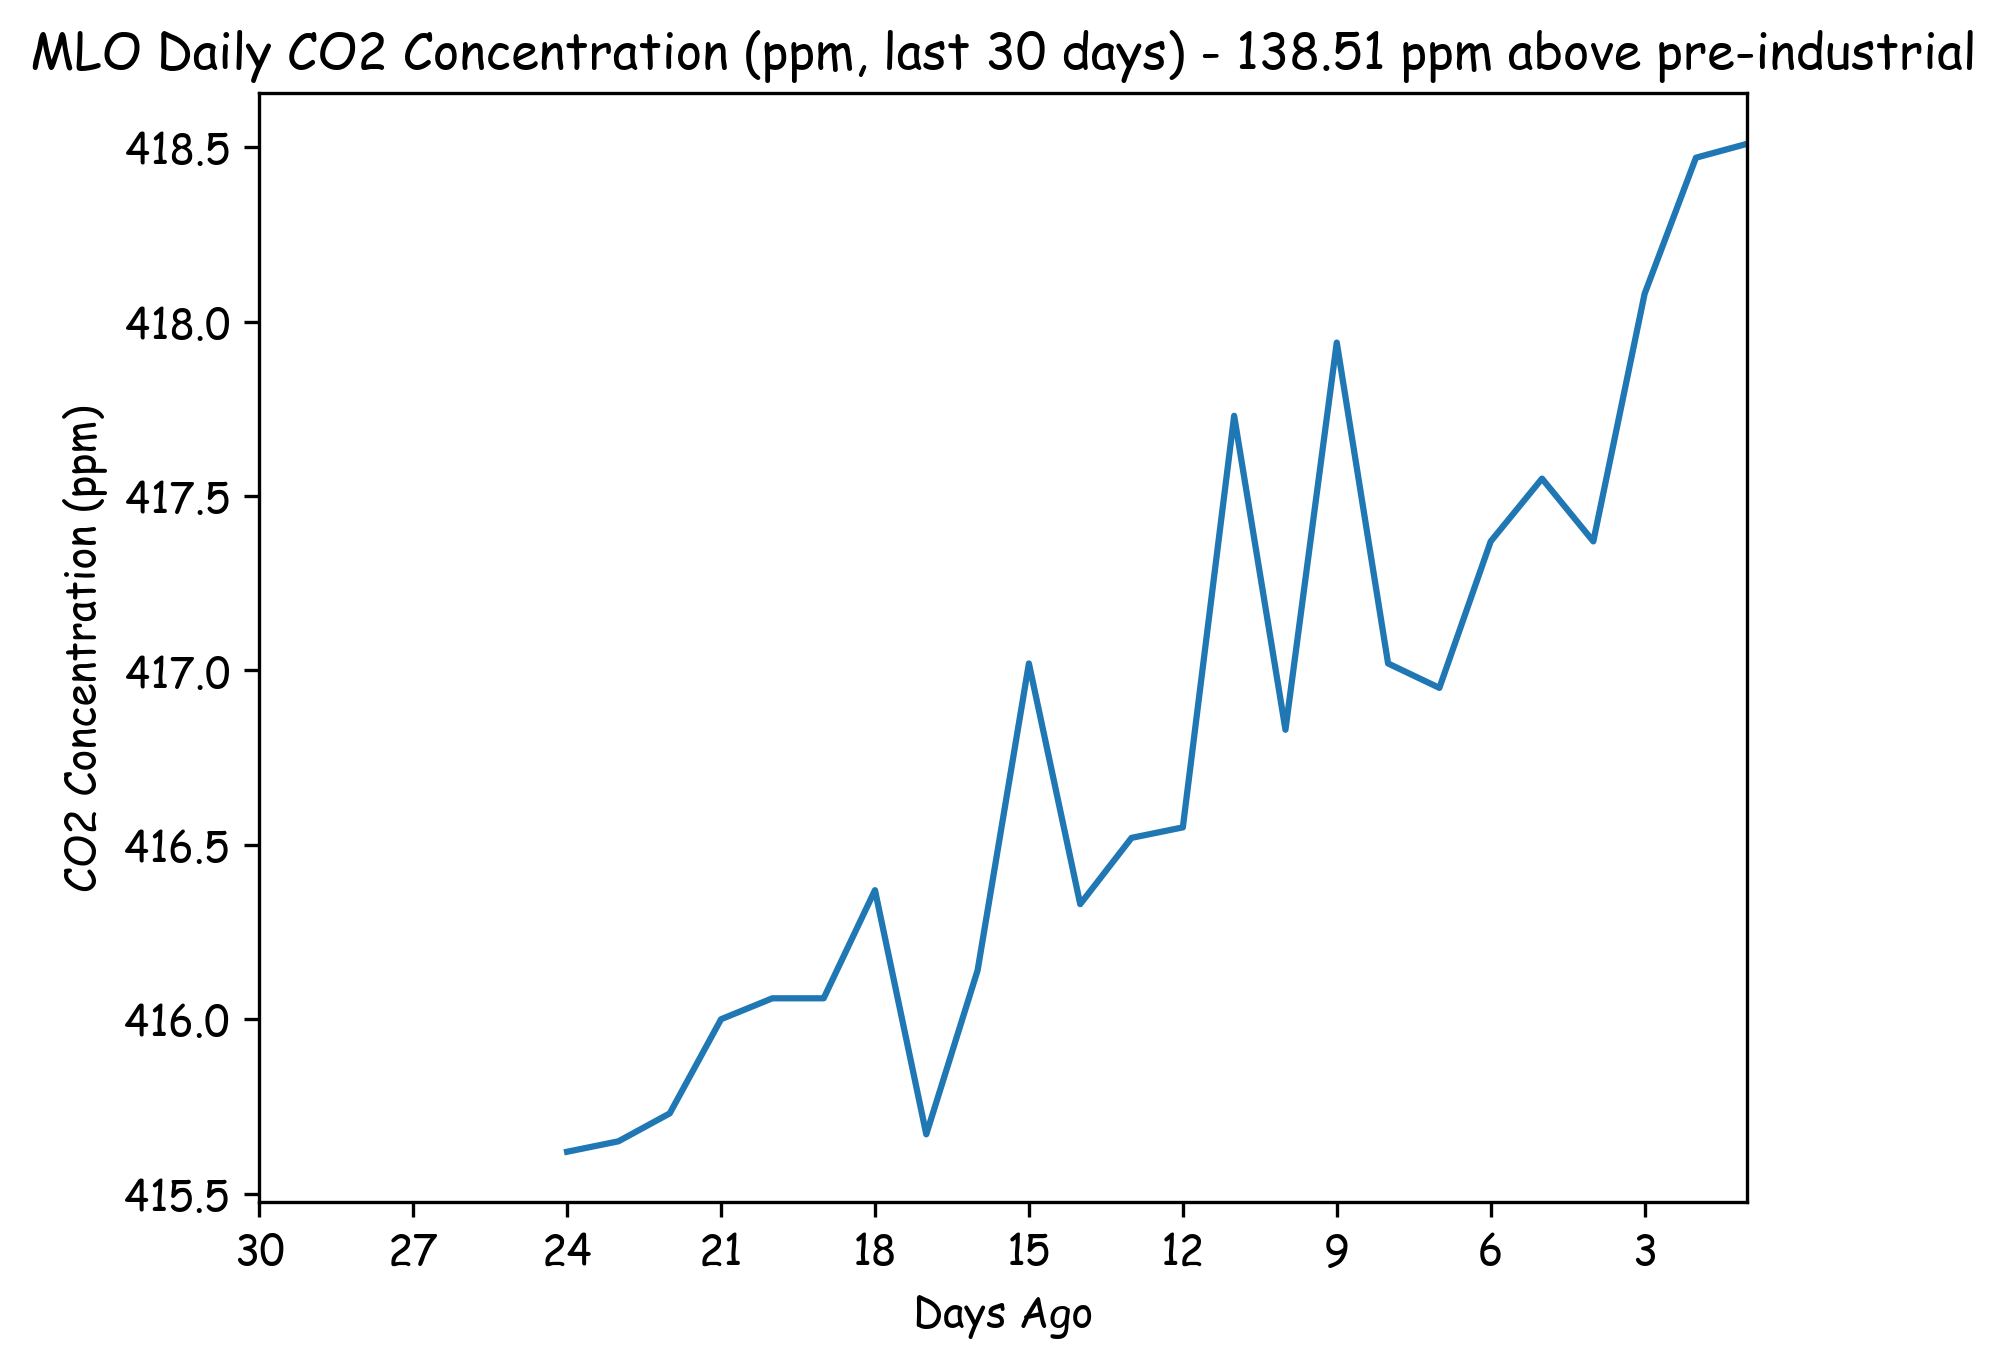 MLO Daily CO2 Concentration (ppm, last 30 days) - 138.51 ppm above pre-industrial
CO2 Concentration (ppm)
418.5
418.0
417.5
417.0
416.5
416.0
415.5
30 27 24 21 18 15 12 9 6 3
Days Ago